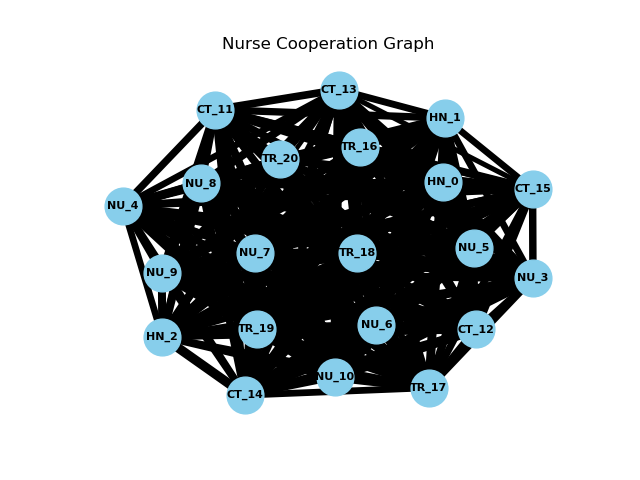 Nurse Cooperation Graph
CT_13
CT_11
HN_1
TR_16
TR_20
NU_8
HN_0
CT_15
NU_4
NU_5
NU_7
TR_18
NU_9
NU_3
NU_6
TR_19
CT_12
HN_2
NU_10
TR_17
CT_14